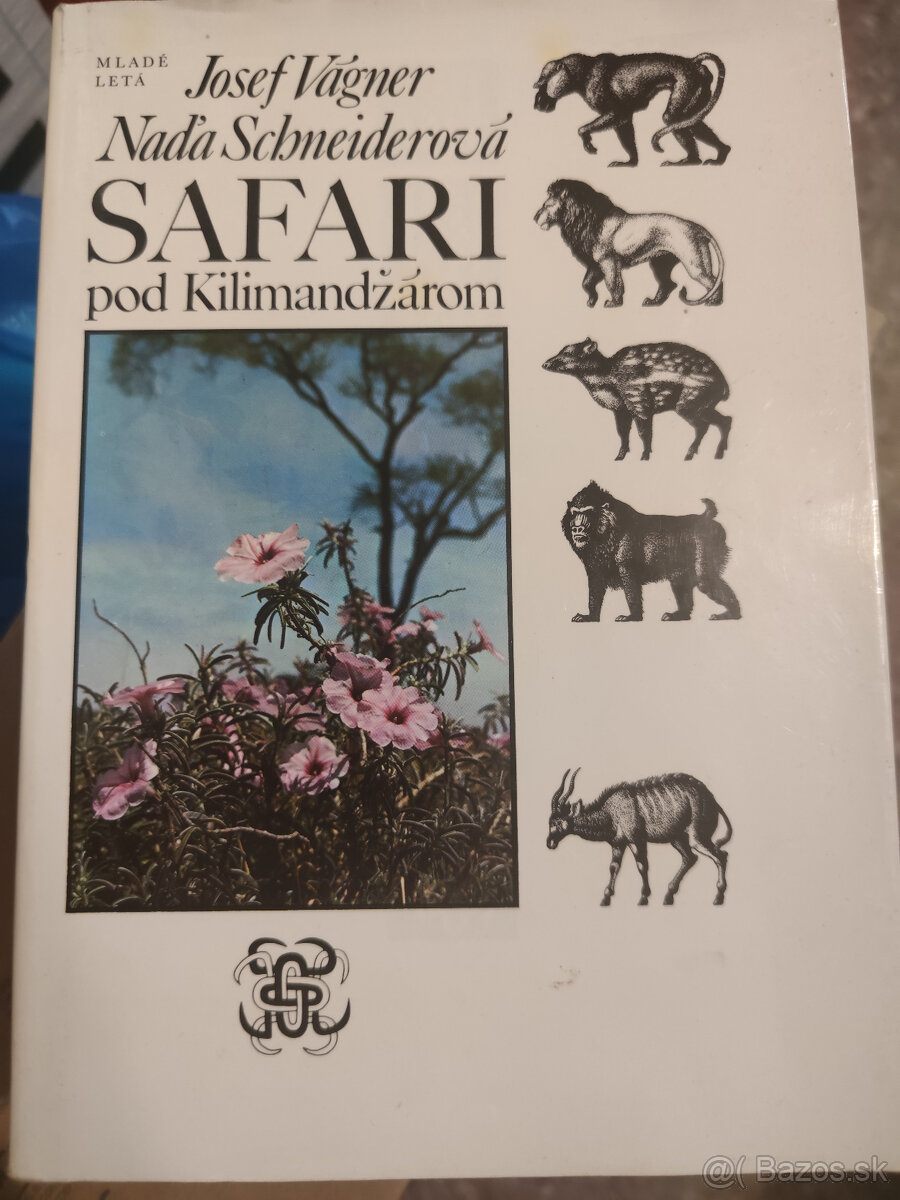 MLADÉ
LETÁ
Josef Vágner
Naďa Schneiderová
SAFARI
pod Kilimandžárom
@( Bazos.sk